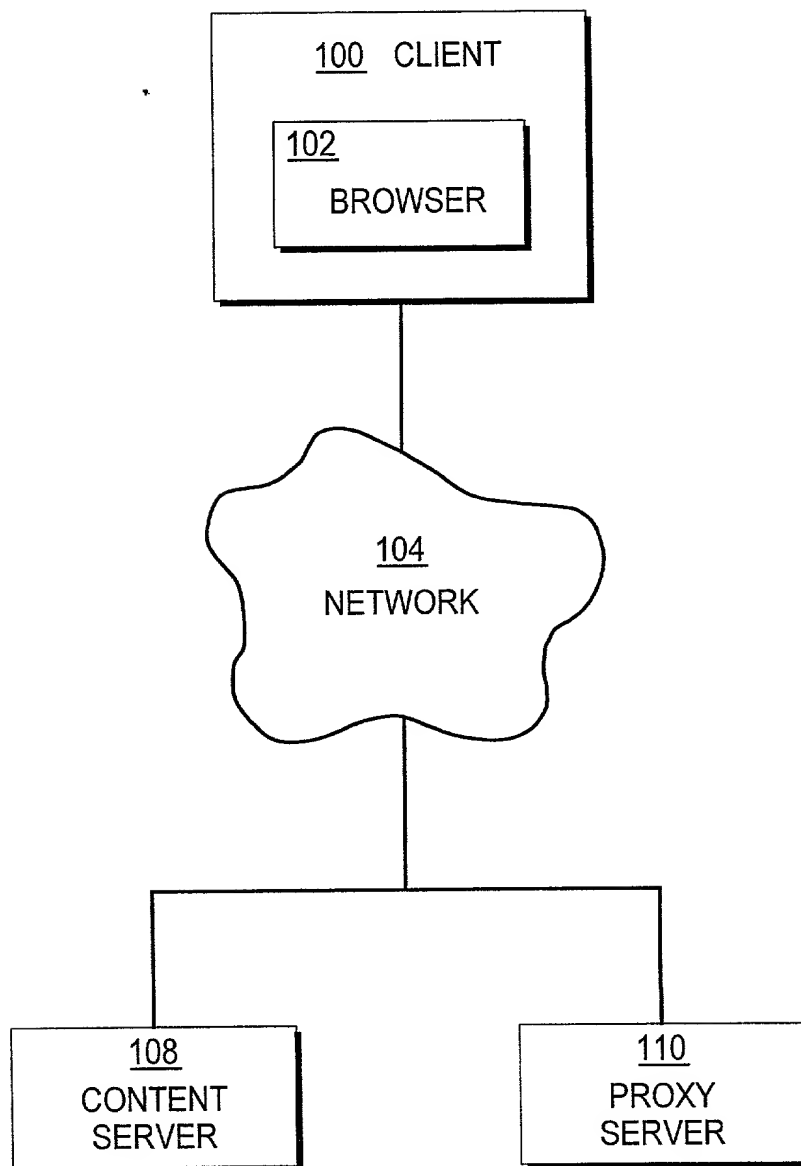 100 CLIENT
102
BROWSER
104
NETWORK
108
CONTENT
SERVER
110
PROXY
SERVER